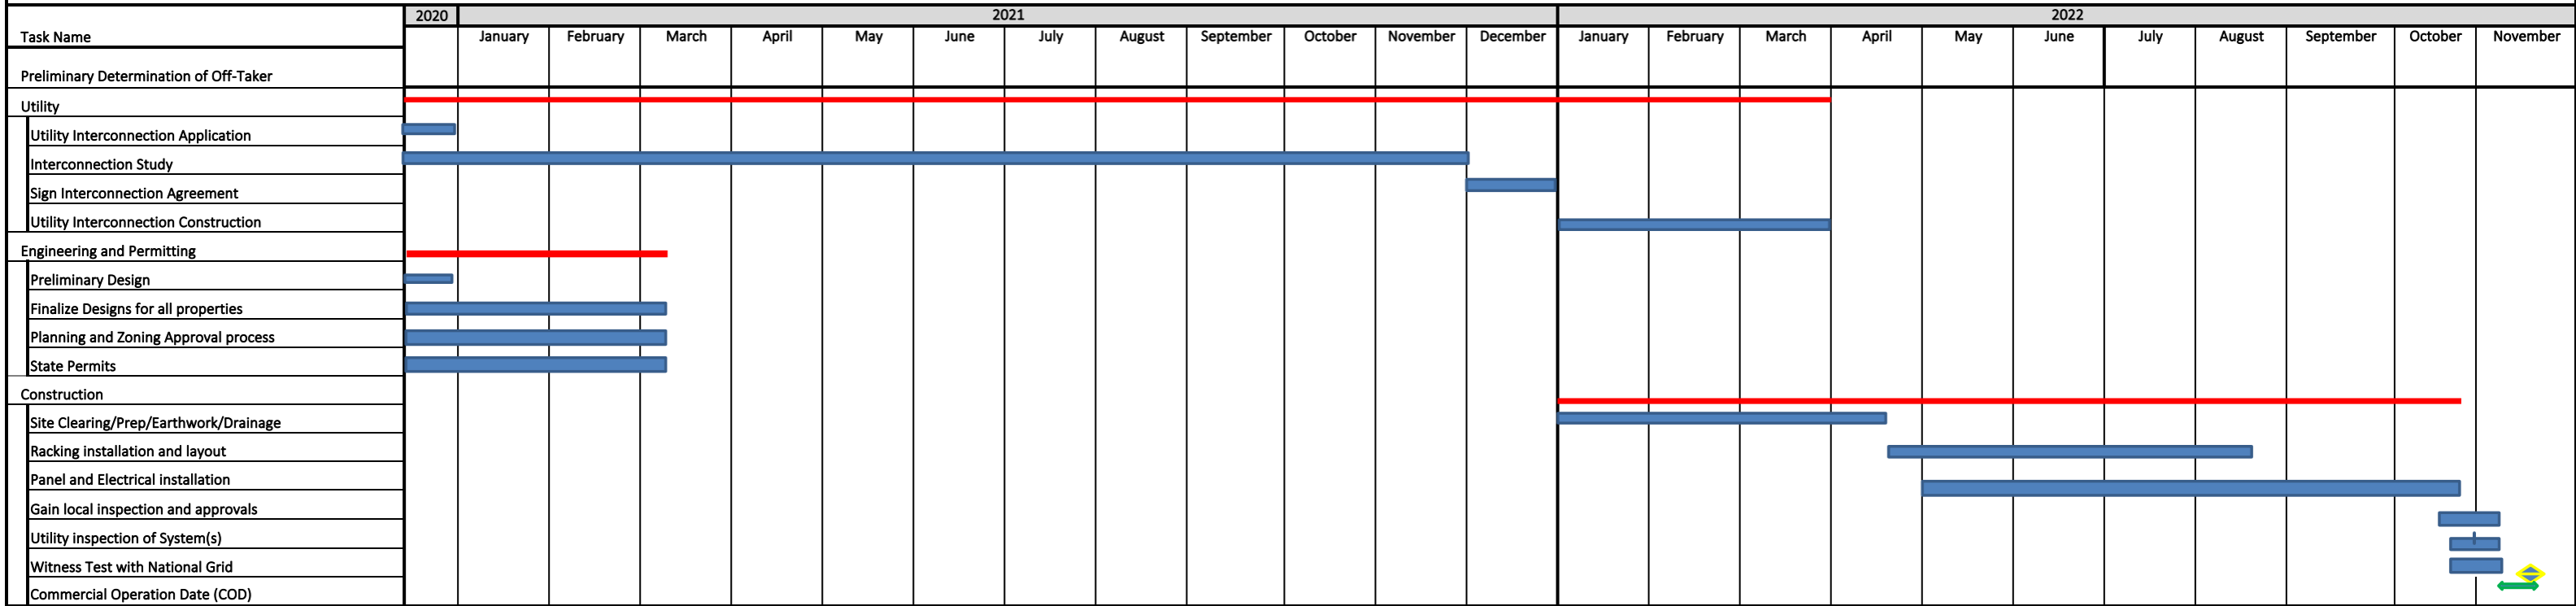 2020 2021 2022
Task Name January February March April May June July August September October November December January February March April May June July August September October November
Preliminary Determination of Off-Taker
Utility
Utility Interconnection Application
Interconnection Study
Sign Interconnection Agreement
Utility Interconnection Construction
Engineering and Permitting
Preliminary Design
Finalize Designs for all properties
Planning and Zoning Approval process
State Permits
Construction
Site Clearing/Prep/Earthwork/Drainage
Racking installation and layout
Panel and Electrical installation
Gain local inspection and approvals
Utility inspection of System(s)
Witness Test with National Grid
Commercial Operation Date (COD)